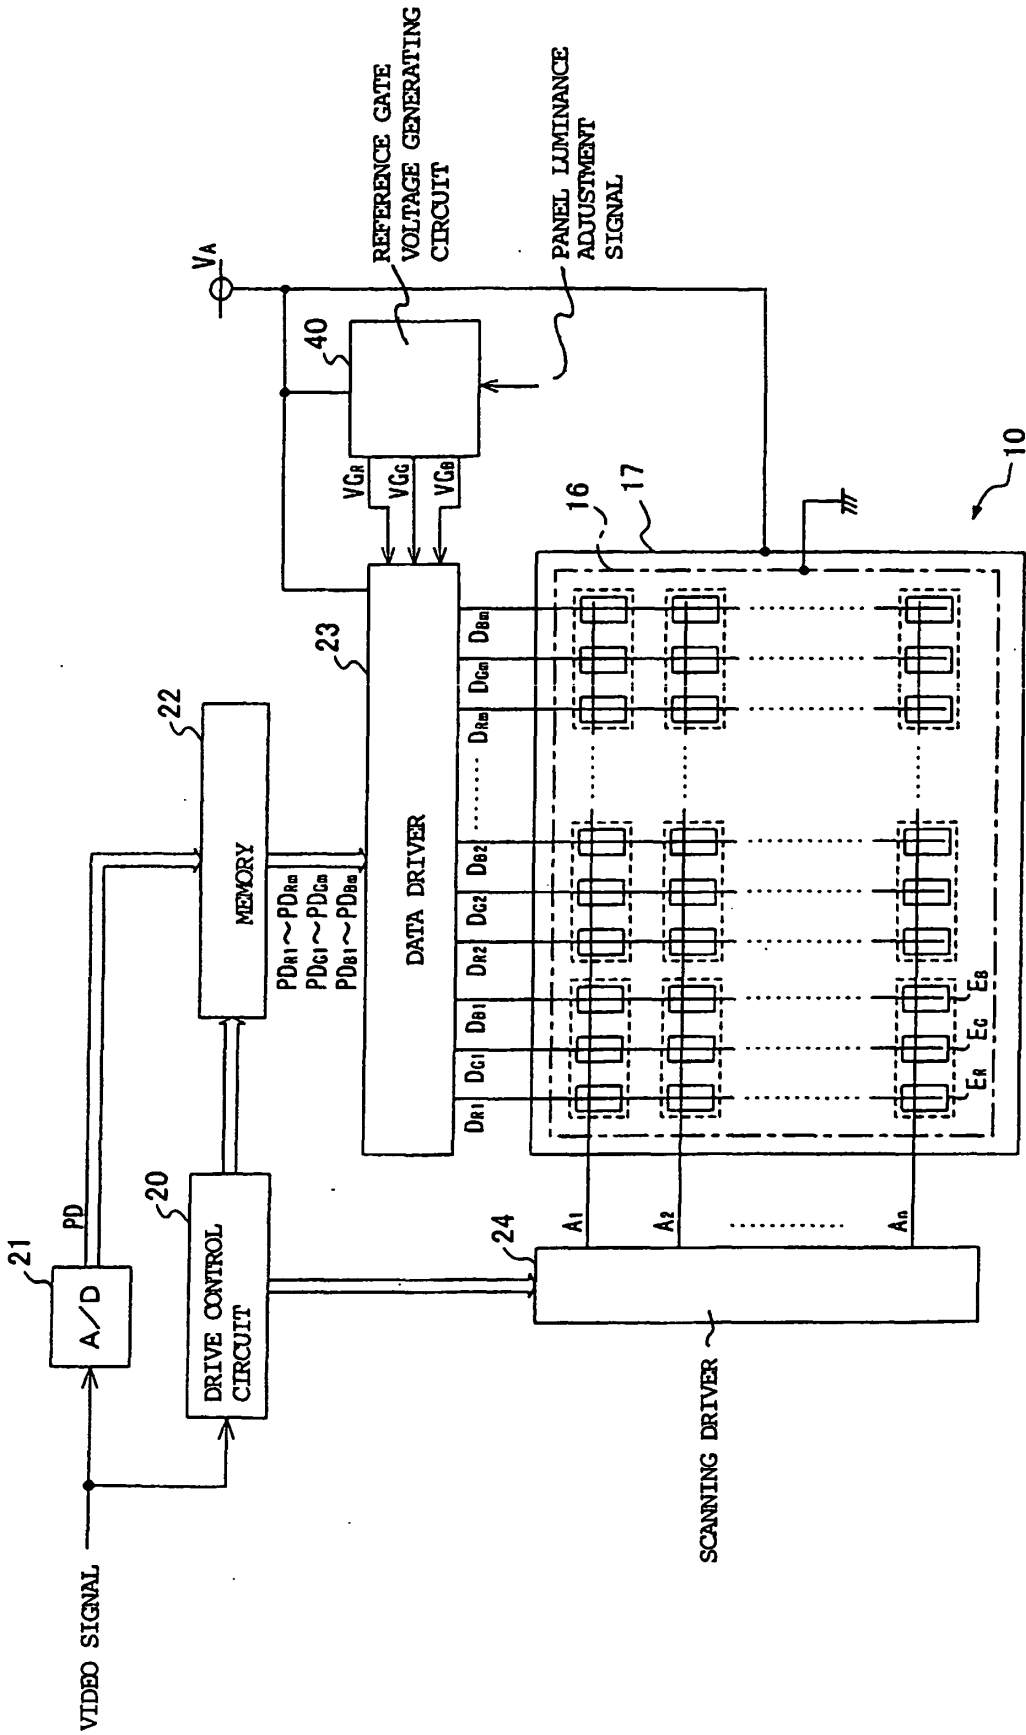 VIDEO SIGNAL
21
A/D
PD
20
DRIVE CONTROL
CIRCUIT
22
MEMORY
PDR1~PDRm
PDG1~PDGm
PDB1~PDBm
23
DATA DRIVER
VA
40
REFERENCE GATE
VOLTAGE GENERATING
CIRCUIT
VGR
VGG
VGB
PANEL LUMINANCE
ADJUSTMENT
SIGNAL
DR1
DG1
DB1
DR2
DG2
DB2
DRm
DGm
DBm
16
17
24
A1
A2
An
SCANNING DRIVER
ER
EG
EB
10